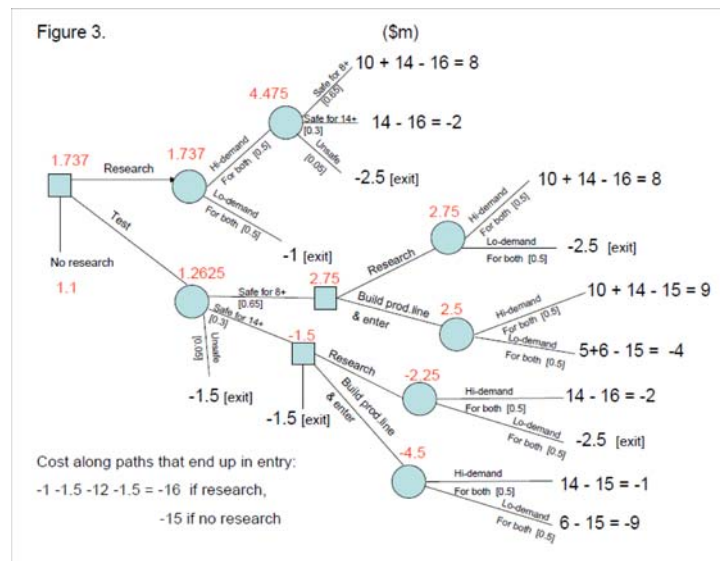 Figure 3.
($m)
10 + 14 - 16 = 8
Safe for 8+
[0.65]
4.475
Safe for 14+
[0.3]
14 - 16 = -2
Unsafe
[0.05]
-2.5 [exit]
Hi-demand
For both [0.5]
1.737
Research
1.737
Lo-demand
For both [0.5]
-1 [exit]
Test
No research
1.1
10 + 14 - 16 = 8
Hi-demand
For both [0.5]
2.75
Lo-demand
For both [0.5]
-2.5 [exit]
Research
1.2625
Safe for 8+
[0.65]
2.75
Build prod.line
& enter
2.5
Hi-demand
For both [0.5]
10 + 14 - 15 = 9
Lo-demand
For both [0.5]
5+6 - 15 = -4
Safe for 14+
[0.3]
Unsafe
[0.05]
-1.5 [exit]
-1.5
Research
-1.5 [exit]
Build prod.line
& enter
-2.25
Hi-demand
For both [0.5]
14 - 16 = -2
Lo-demand
For both [0.5]
-2.5 [exit]
-4.5
Hi-demand
For both [0.5]
14 - 15 = -1
Lo-demand
For both [0.5]
6 - 15 = -9
Cost along paths that end up in entry:
-1 -1.5 -12 -1.5 = -16 if research,
-15 if no research